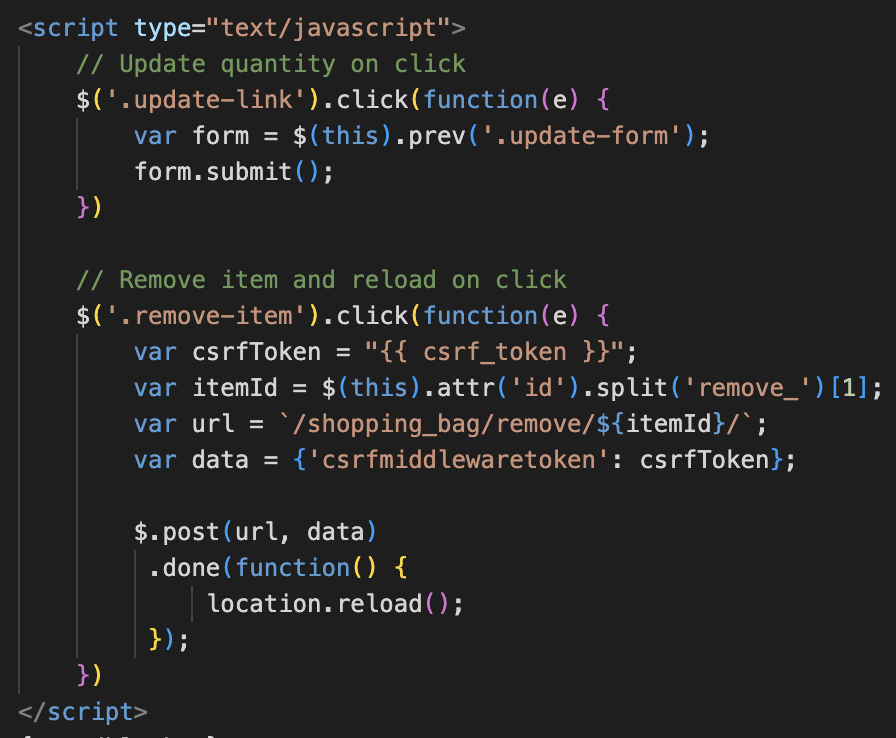 <script type="text/javascript">
    // Update quantity on click
    $('.update-link').click(function(e) {
        var form = $(this).prev('.update-form');
        form.submit();
    })

    // Remove item and reload on click
    $('.remove-item').click(function(e) {
        var csrfToken = "{{ csrf_token }}";
        var itemId = $(this).attr('id').split('remove_')[1];
        var url = `/shopping_bag/remove/${itemId}/`;
        var data = {'csrfmiddlewaretoken': csrfToken};

        $.post(url, data)
         .done(function() {
             location.reload();
         });
    })
</script>